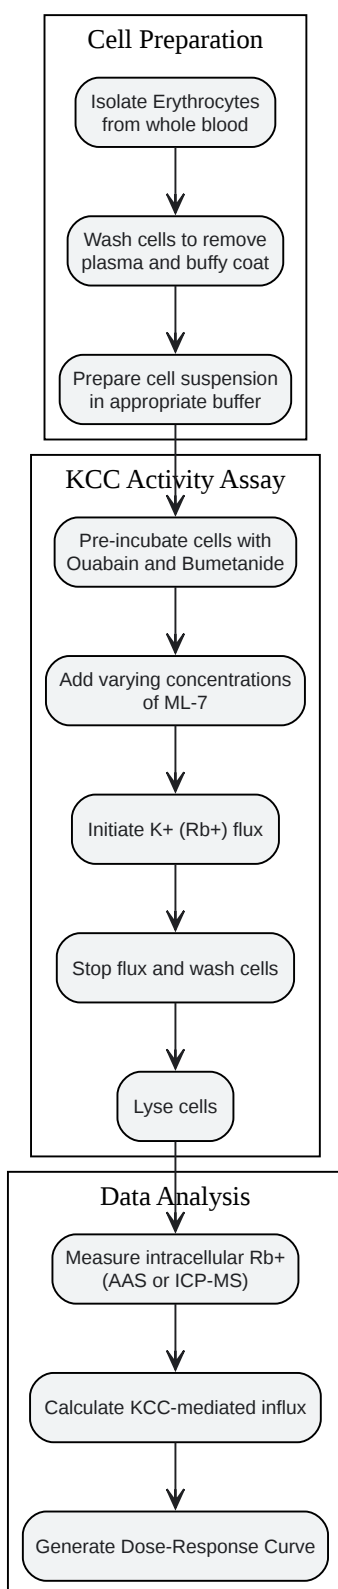 Cell Preparation
Isolate Erythrocytes
from whole blood
Wash cells to remove
plasma and buffy coat
Prepare cell suspension
in appropriate buffer
KCC Activity Assay
Pre-incubate cells with
Ouabain and Bumetanide
Add varying concentrations
of ML-7
Initiate K+ (Rb+) flux
Stop flux and wash cells
Lyse cells
Data Analysis
Measure intracellular Rb+
(AAS or ICP-MS)
Calculate KCC-mediated influx
Generate Dose-Response Curve